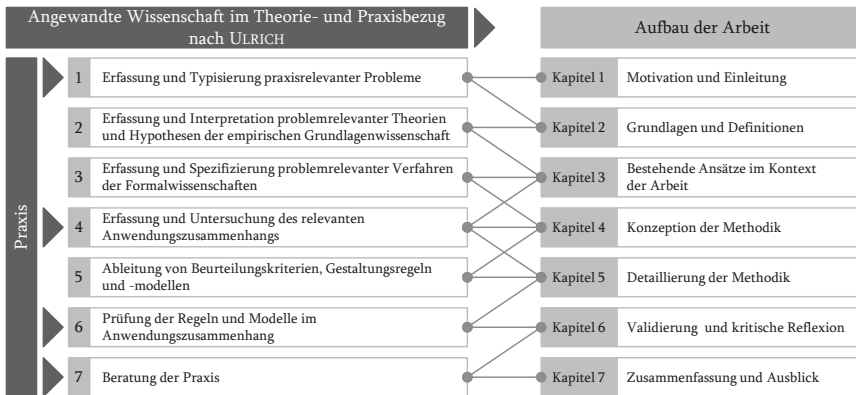 Angewandte Wissenschaft im Theorie- und Praxisbezug
nach ULRICH
Aufbau der Arbeit
Praxis
1 Erfassung und Typisierung praxisrelevanter Probleme
Kapitel 1 Motivation und Einleitung
2 Erfassung und Interpretation problemrelevanter Theorien
und Hypothesen der empirischen Grundlagenwissenschaft
Kapitel 2 Grundlagen und Definitionen
3 Erfassung und Spezifizierung problemrelevanter Verfahren
der Formalwissenschaften
Kapitel 3 Bestehende Ansätze im Kontext
der Arbeit
4 Erfassung und Untersuchung des relevanten
Anwendungszusammenhangs
Kapitel 4 Konzeption der Methodik
5 Ableitung von Beurteilungskriterien, Gestaltungsregeln
und -modellen
Kapitel 5 Detaillierung der Methodik
6 Prüfung der Regeln und Modelle im
Anwendungszusammenhang
Kapitel 6 Validierung und kritische Reflexion
7 Beratung der Praxis
Kapitel 7 Zusammenfassung und Ausblick